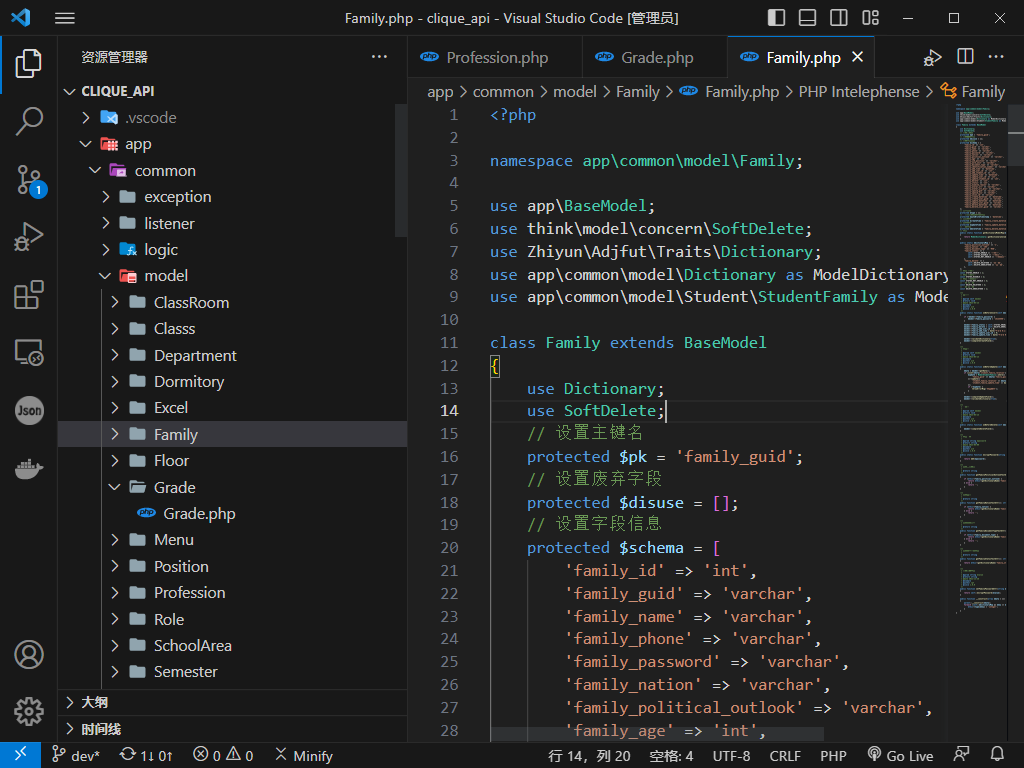 Family.php - clique_api - Visual Studio Code [管理员]
资源管理器
CLIQUE_API
.vscode
app
common
exception
listener
logic
model
ClassRoom
Classs
Department
Dormitory
Excel
Family
Floor
Grade
Grade.php
Menu
Position
Profession
Role
SchoolArea
Semester
大纲
时间线
1
Json
Profession.php
Grade.php
Family.php
app > common > model > Family > Family.php > PHP Intelephense > Family
1 <?php
2
3 namespace app\common\model\Family;
4
5 use app\BaseModel;
6 use think\model\concern\SoftDelete;
7 use Zhiyun\Adjfut\Traits\Dictionary;
8 use app\common\model\Dictionary as ModelDictionary
9 use app\common\model\Student\StudentFamily as Mode
10
11 class Family extends BaseModel
12 {
13 use Dictionary;
14 use SoftDelete;
15 // 设置主键名
16 protected $pk = 'family_guid';
17 // 设置废弃字段
18 protected $disuse = [];
19 // 设置字段信息
20 protected $schema = [
21 'family_id' => 'int',
22 'family_guid' => 'varchar',
23 'family_name' => 'varchar',
24 'family_phone' => 'varchar',
25 'family_password' => 'varchar',
26 'family_nation' => 'varchar',
27 'family_political_outlook' => 'varchar',
28 'family_age' => 'int',
dev* 1↓ 0↑ 0 0 Minify 行 14，列 20 空格: 4 UTF-8 CRLF PHP Go Live